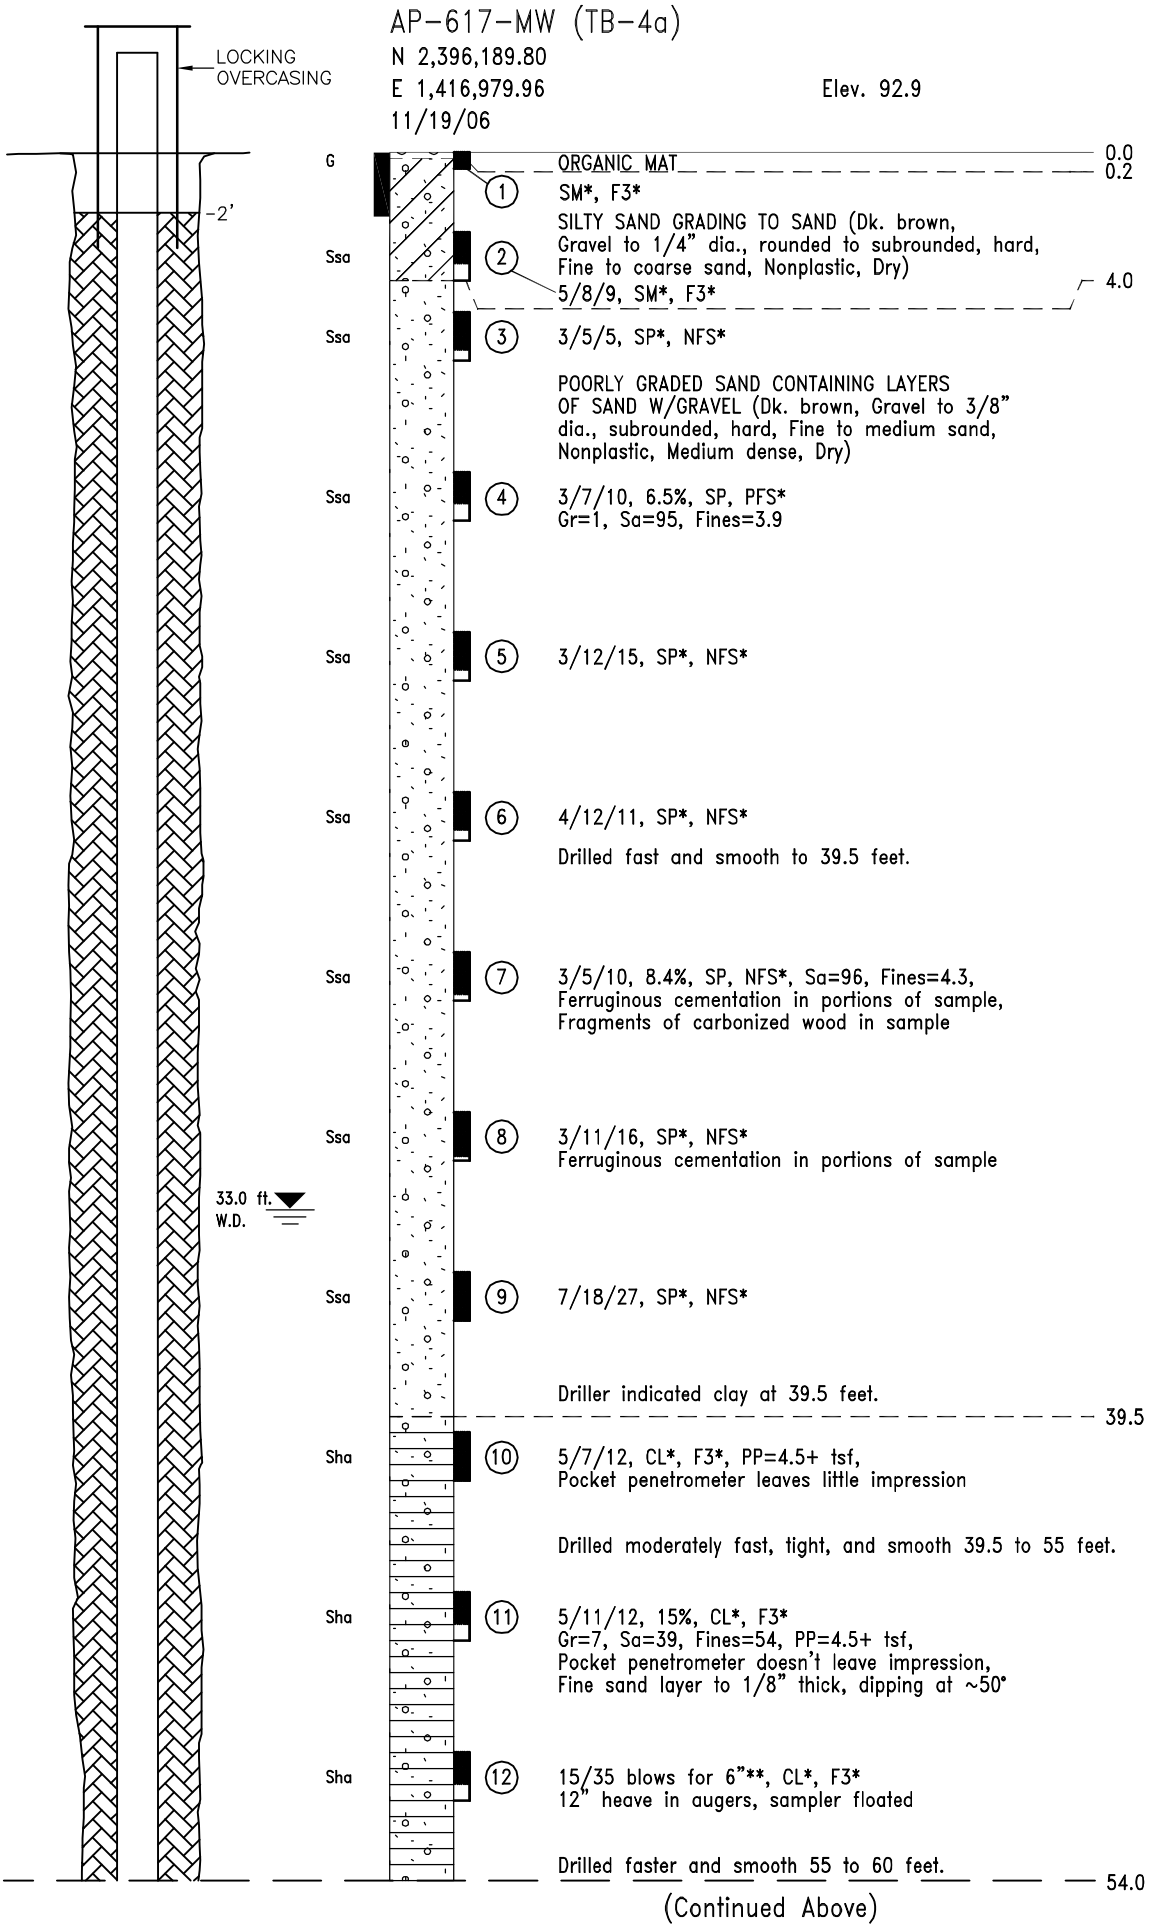 AP-617-MW (TB-4a)
N 2,396,189.80
E 1,416,979.96
Elev. 92.9
11/19/06
LOCKING
OVERCASING
G
ORGANIC MAT
0.0
0.2
1
SM*, F3*
-2'
SILTY SAND GRADING TO SAND (Dk. brown,
Gravel to 1/4" dia., rounded to subrounded, hard,
Fine to coarse sand, Nonplastic, Dry)
Ssa
2
5/8/9, SM*, F3*
4.0
Ssa
3
3/5/5, SP*, NFS*
POORLY GRADED SAND CONTAINING LAYERS
OF SAND W/GRAVEL (Dk. brown, Gravel to 3/8"
dia., subrounded, hard, Fine to medium sand,
Nonplastic, Medium dense, Dry)
Ssa
4
3/7/10, 6.5%, SP, PFS*
Gr=1, Sa=95, Fines=3.9
Ssa
5
3/12/15, SP*, NFS*
Ssa
6
4/12/11, SP*, NFS*
Drilled fast and smooth to 39.5 feet.
Ssa
7
3/5/10, 8.4%, SP, NFS*, Sa=96, Fines=4.3,
Ferruginous cementation in portions of sample,
Fragments of carbonized wood in sample
Ssa
8
3/11/16, SP*, NFS*
Ferruginous cementation in portions of sample
33.0 ft.
W.D.
Ssa
9
7/18/27, SP*, NFS*
Driller indicated clay at 39.5 feet.
39.5
Sha
10
5/7/12, CL*, F3*, PP=4.5+ tsf,
Pocket penetrometer leaves little impression
Drilled moderately fast, tight, and smooth 39.5 to 55 feet.
Sha
11
5/11/12, 15%, CL*, F3*
Gr=7, Sa=39, Fines=54, PP=4.5+ tsf,
Pocket penetrometer doesn't leave impression,
Fine sand layer to 1/8" thick, dipping at ~50°
Sha
12
15/35 blows for 6"**, CL*, F3*
12" heave in augers, sampler floated
Drilled faster and smooth 55 to 60 feet.
54.0
(Continued Above)